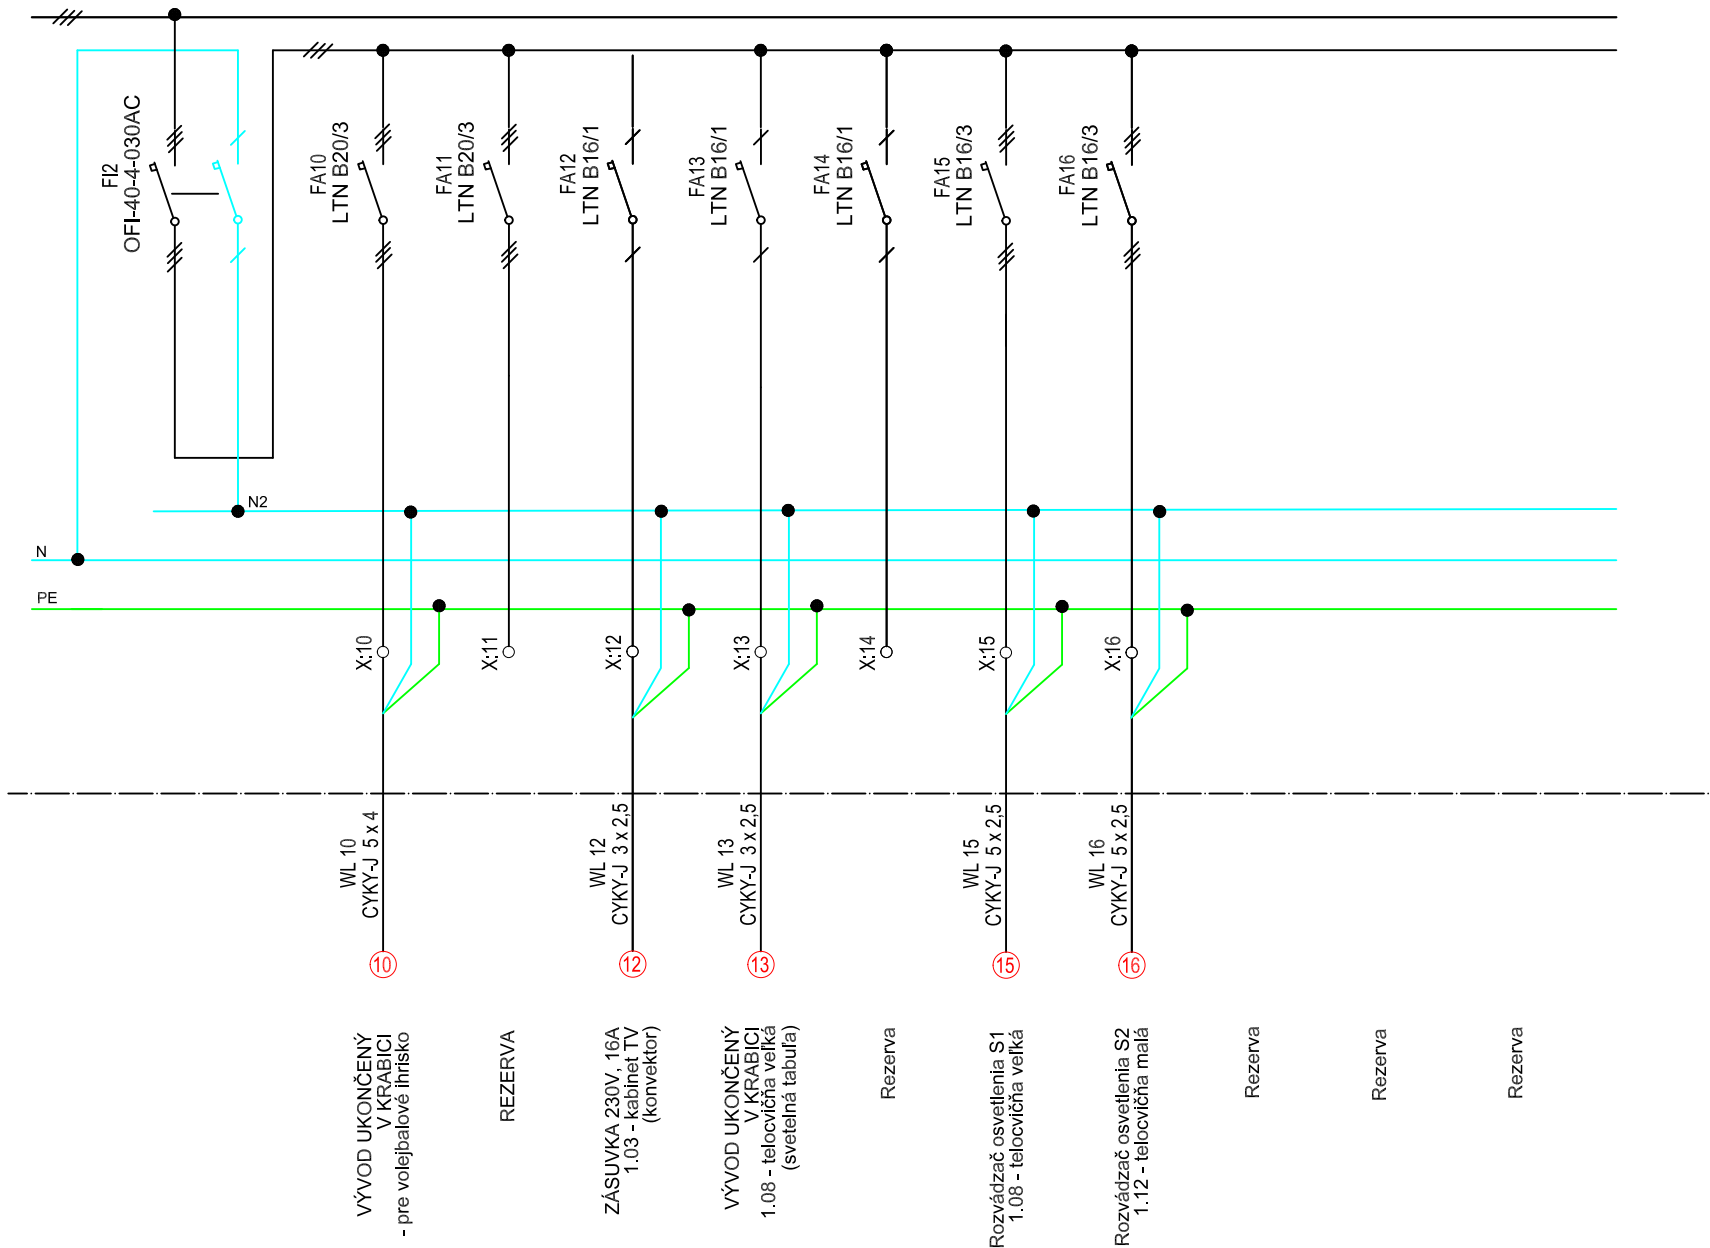 FI2
OFI-40-4-030AC
FA10
LTN B20/3
FA11
LTN B20/3
FA12
LTN B16/1
FA13
LTN B16/1
FA14
LTN B16/1
FA15
LTN B16/3
FA16
LTN B16/3
N2
N
PE
X:10
X:11
X:12
X:13
X:14
X:15
X:16
WL 10
CYKY-J 5 x 4
WL 12
CYKY-J 3 x 2,5
WL 13
CYKY-J 3 x 2,5
WL 15
CYKY-J 5 x 2,5
WL 16
CYKY-J 5 x 2,5
10
12
13
15
16
VÝVOD UKONČENÝ
V KRABICI
- pre volejbalové ihrisko
REZERVA
ZÁSUVKA 230V, 16A
1.03 - kabinet TV
(konvektor)
VÝVOD UKONČENÝ
V KRABICI
1.08 - telocvičňa veľká
(svetelná tabuľa)
Rezerva
Rozvádzač osvetlenia S1
1.08 - telocvičňa veľká
Rozvádzač osvetlenia S2
1.12 - telocvičňa malá
Rezerva
Rezerva
Rezerva